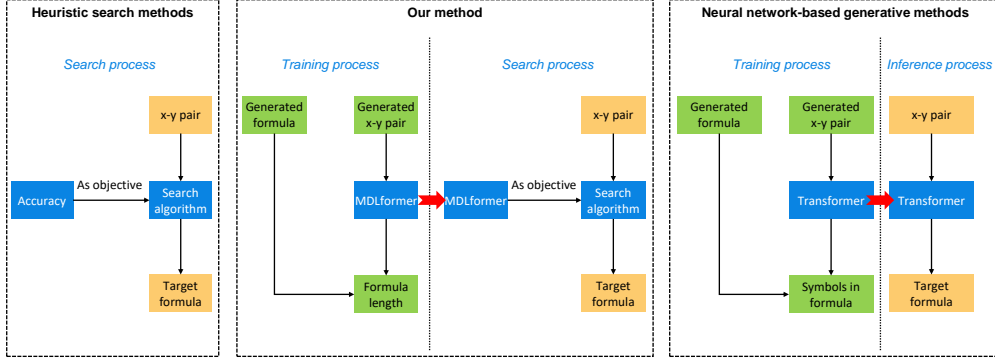 Heuristic search methods
Search process
x-y pair
As objective
Accuracy
Search
algorithm
Target
formula
Our method
Training process
Search process
Generated
formula
Generated
x-y pair
x-y pair
As objective
MDLformer
MDLformer
Search
algorithm
Formula
length
Target
formula
Neural network-based generative methods
Training process
Inference process
Generated
formula
Generated
x-y pair
x-y pair
Transformer
Transformer
Symbols in
formula
Target
formula